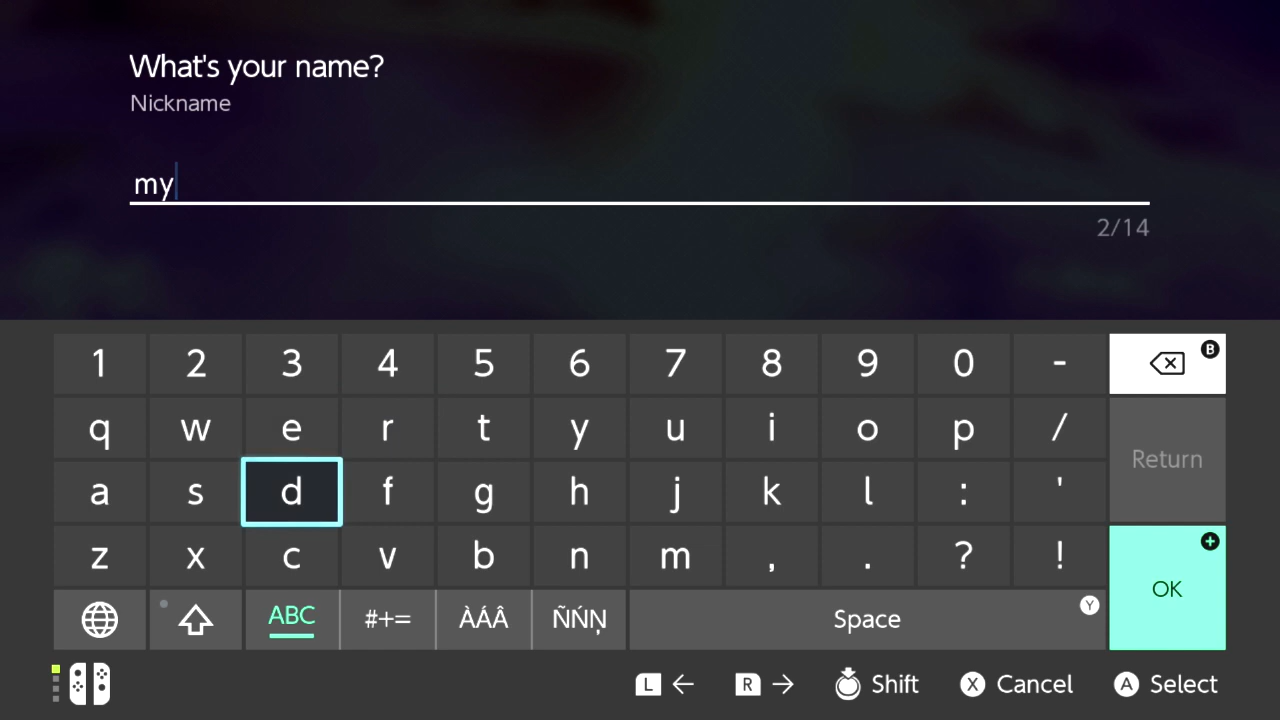 What's your name?
Nickname
my
2/14
1 2 3 4 5 6 7 8 9 0 - B
q w e r t y u i o p /
Return
a s d f g h j k l : '
z x c v b n m , . ? !
OK
ABC #+= ÀÁÂ ÑŃŅ Space Y
L ← R → Shift X Cancel A Select